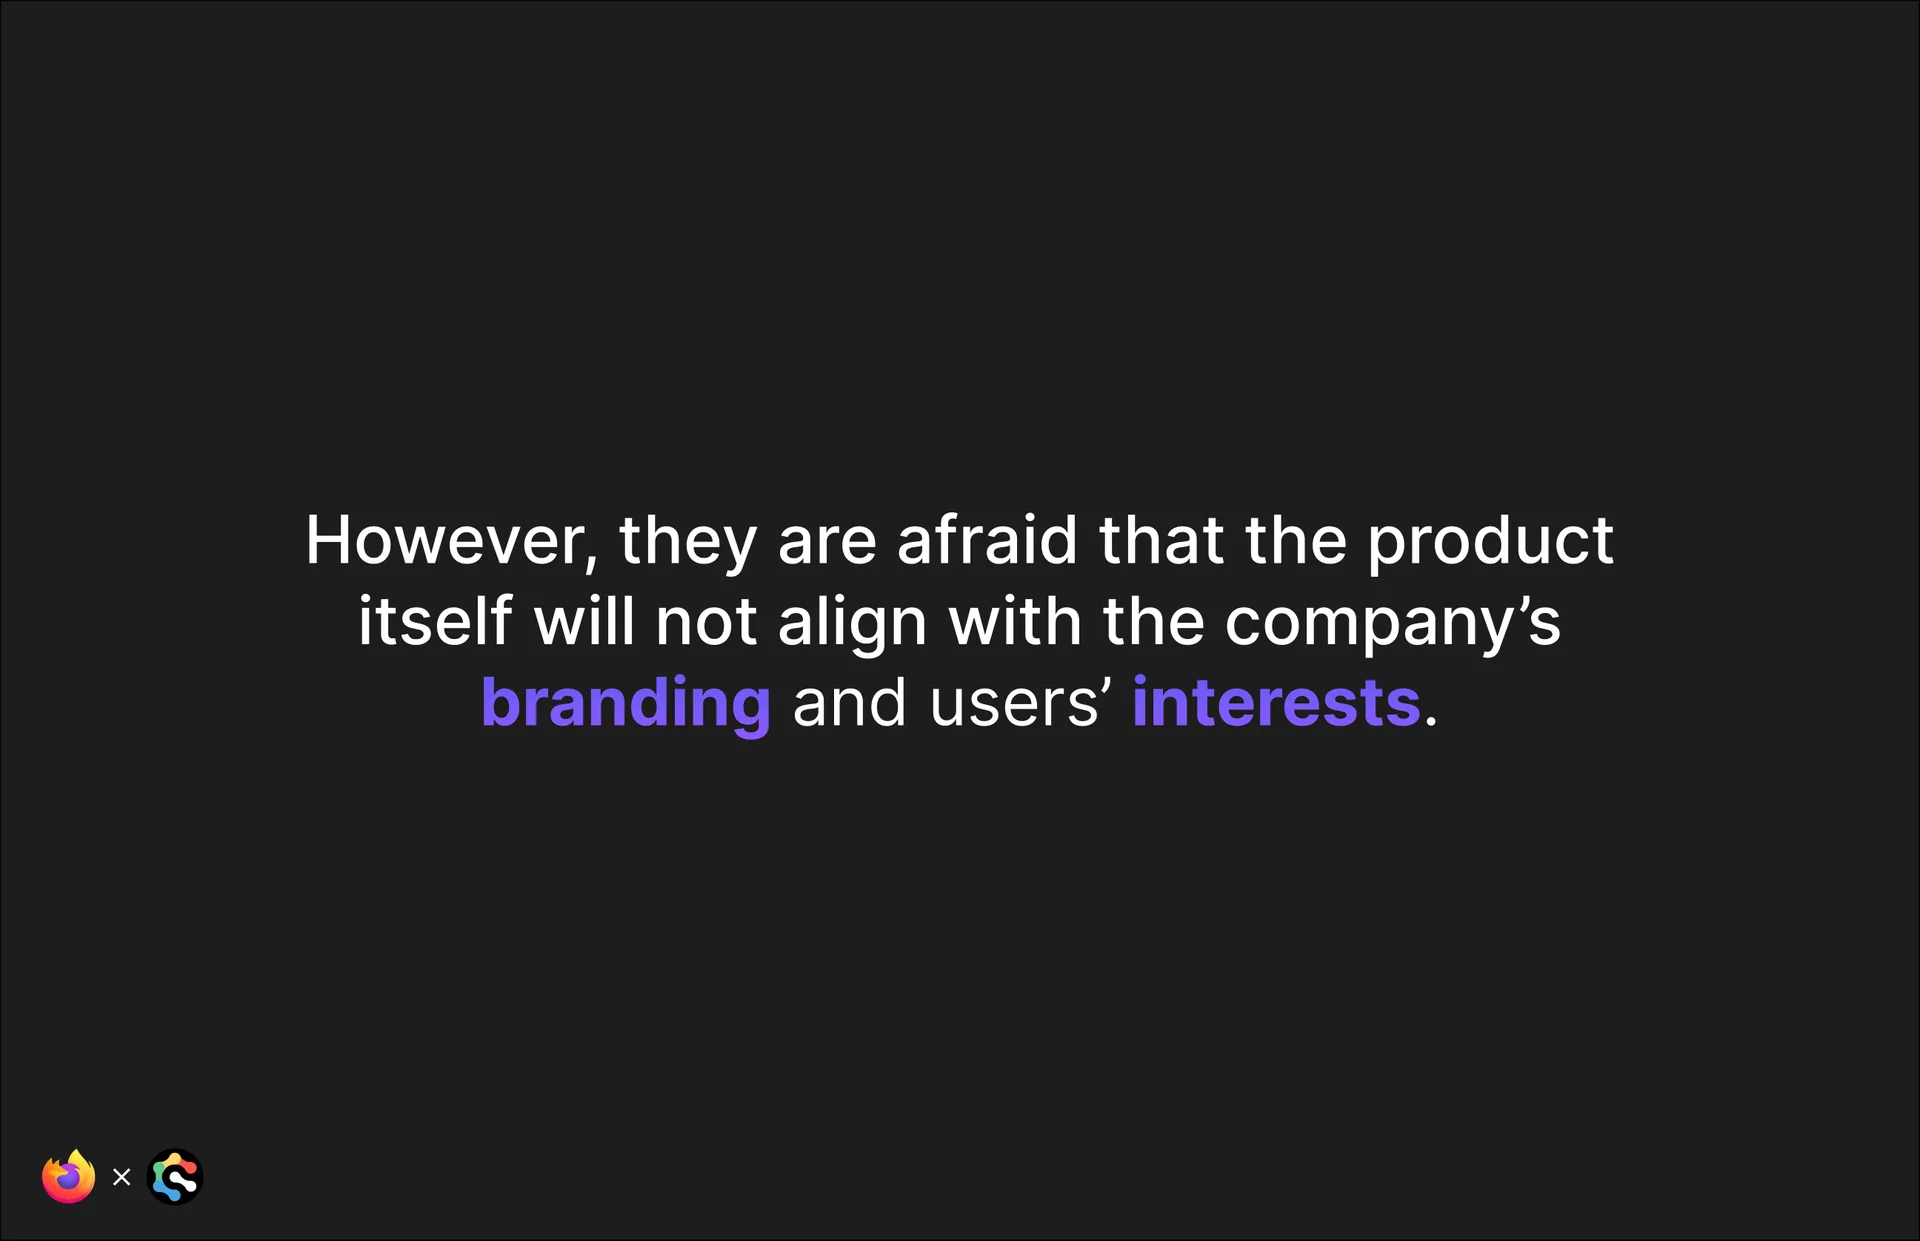 However, they are afraid that the product
itself will not align with the company’s
branding and users’ interests.
×